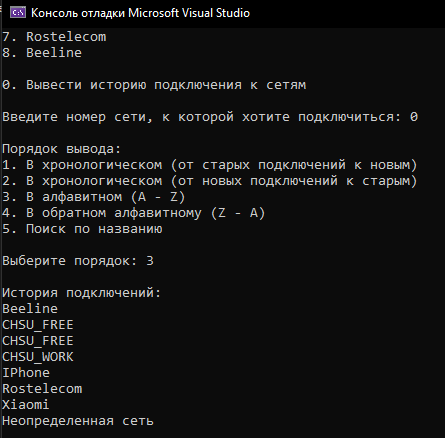 Консоль отладки Microsoft Visual Studio
7. Rostelecom
8. Beeline
0. Вывести историю подключения к сетям
Введите номер сети, к которой хотите подключиться: 0
Порядок вывода:
1. В хронологическом (от старых подключений к новым)
2. В хронологическом (от новых подключений к старым)
3. В алфавитном (A - Z)
4. В обратном алфавитному (Z - A)
5. Поиск по названию
Выберите порядок: 3
История подключений:
Beeline
CHSU_FREE
CHSU_FREE
CHSU_WORK
IPhone
Rostelecom
Xiaomi
Неопределенная сеть